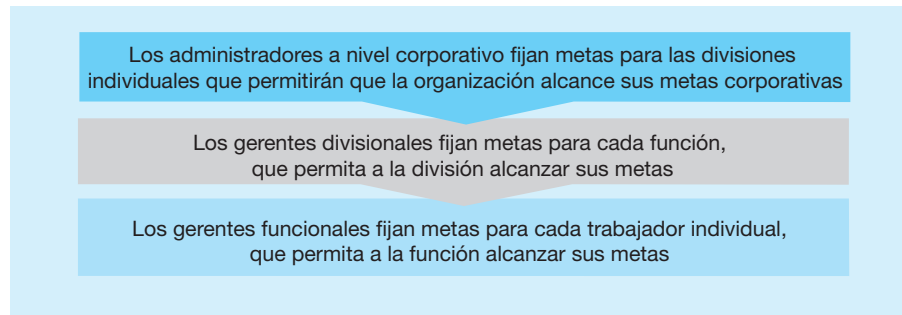 Los administradores a nivel corporativo fijan metas para las divisiones
individuales que permitirán que la organización alcance sus metas corporativas
Los gerentes divisionales fijan metas para cada función,
que permita a la división alcanzar sus metas
Los gerentes funcionales fijan metas para cada trabajador individual,
que permita a la función alcanzar sus metas